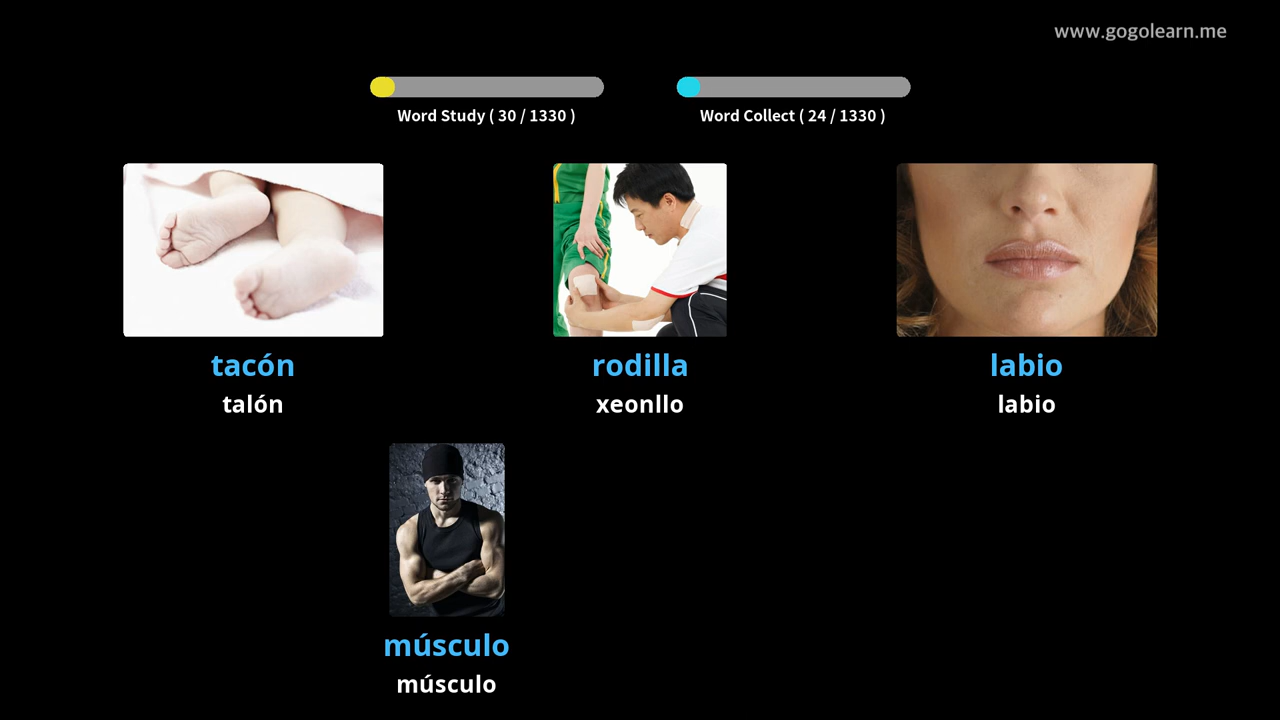 www.gogolearn.me
Word Study ( 30 / 1330 )
Word Collect ( 24 / 1330 )
tacón
talón
rodilla
xeonllo
labio
labio
músculo
músculo